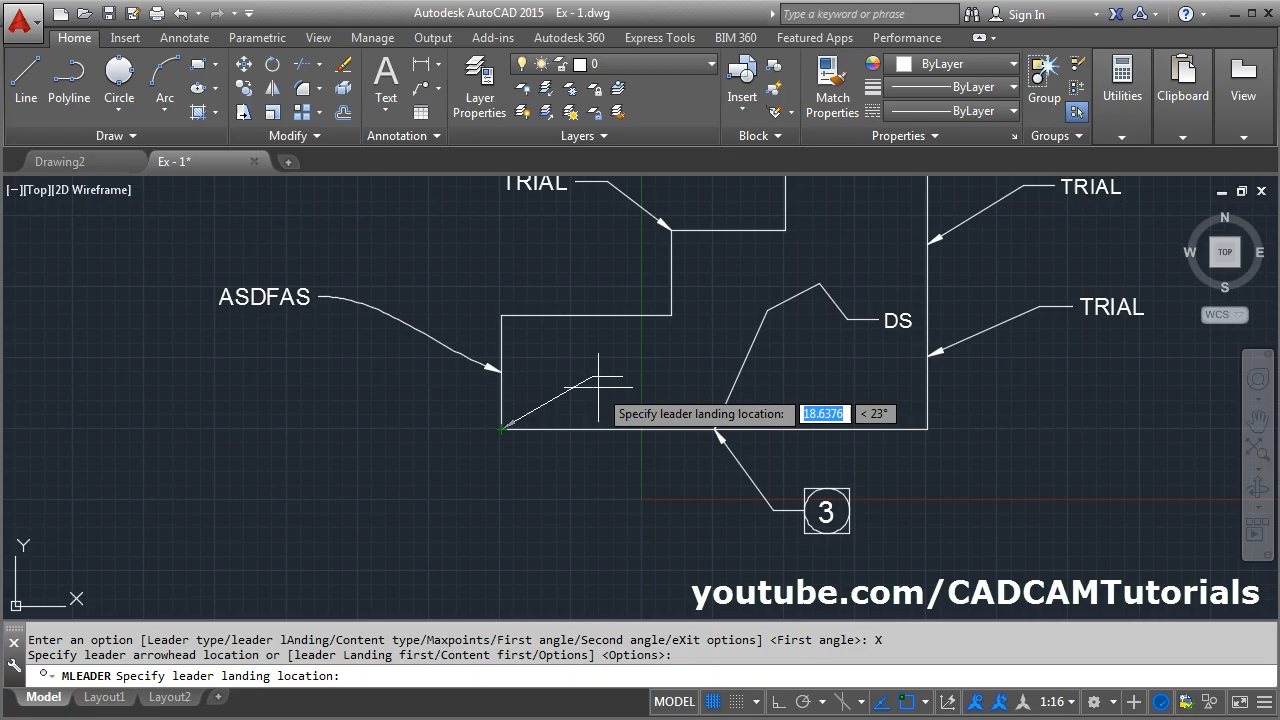 Autodesk AutoCAD 2015 Ex - 1.dwg
Type a keyword or phrase
Sign In
Home Insert Annotate Parametric View Manage Output Add-ins Autodesk 360 Express Tools BIM 360 Featured Apps Performance
Line Polyline Circle Arc Text Layer Properties 0 Insert Match Properties ByLayer ByLayer ByLayer Group Utilities Clipboard View
Draw Modify Annotation Layers Block Properties Groups
Drawing2 Ex - 1*
[−][Top][2D Wireframe]
TRIAL
TRIAL
N
W TOP E
S
WCS
ASDFAS
TRIAL
DS
Specify leader landing location: 18.6376 < 23°
3
Y
X
youtube.com/CADCAMTutorials
Enter an option [Leader type/leader lAnding/Content type/Maxpoints/First angle/Second angle/eXit options] <First angle>: X
Specify leader arrowhead location or [leader Landing first/Content first/Options] <Options>:
MLEADER Specify leader landing location:
Model Layout1 Layout2
MODEL 1:16